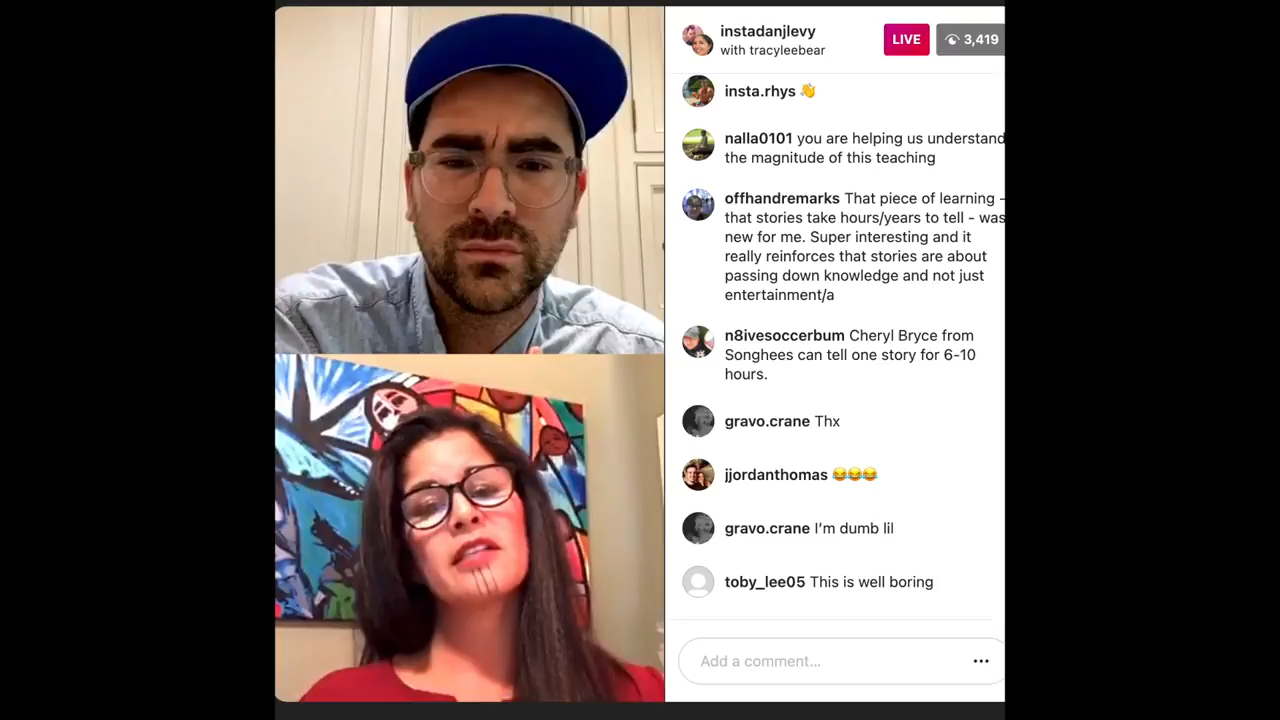 instadanjlevy
with tracyleebear
LIVE
3,419
insta.rhys 👋
nalla0101 you are helping us understand
the magnitude of this teaching
offhandremarks That piece of learning -
that stories take hours/years to tell - was
new for me. Super interesting and it
really reinforces that stories are about
passing down knowledge and not just
entertainment/a
n8ivesoccerbum Cheryl Bryce from
Songhees can tell one story for 6-10
hours.
gravo.crane Thx
jjordanthomas 😂😂😂
gravo.crane I'm dumb lil
toby_lee05 This is well boring
Add a comment...